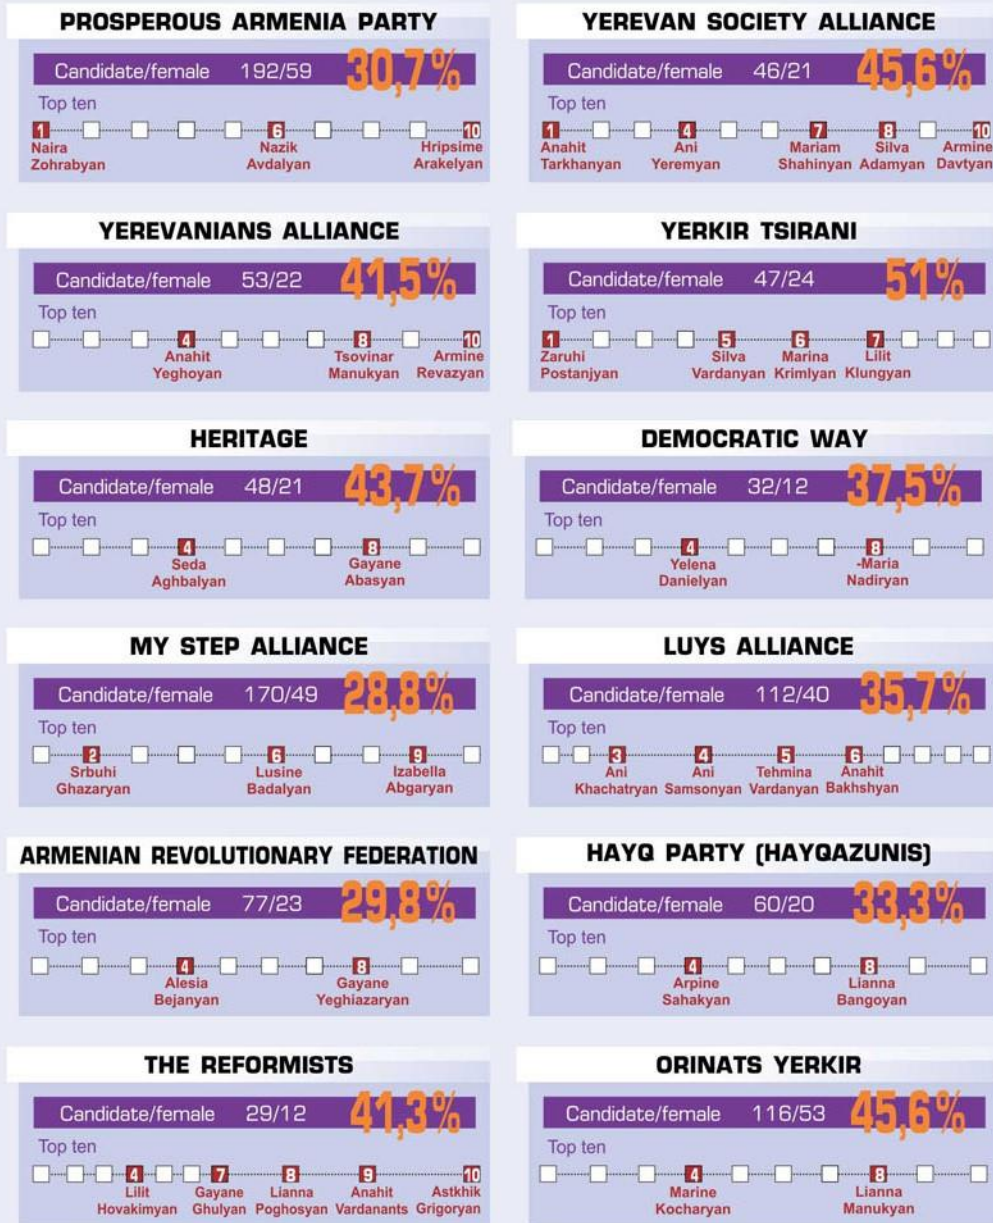 PROSPEROUS ARMENIA PARTY
Candidate/female 192/59 30,7%
Top ten
1 6 10
Naira Nazik Hripsime
Zohrabyan Avdalyan Arakelyan
YEREVAN SOCIETY ALLIANCE
Candidate/female 46/21 45,6%
Top ten
1 4 7 8 10
Anahit Ani Mariam Silva Armine
Tarkhanyan Yeremyan Shahinyan Adamyan Davtyan
YEREVANIANS ALLIANCE
Candidate/female 53/22 41,5%
Top ten
4 8 10
Anahit Tsovinar Armine
Yeghoyan Manukyan Revazyan
YERKIR TSIRANI
Candidate/female 47/24 51%
Top ten
1 5 6 7
Zaruhi Silva Marina Lilit
Postanjyan Vardanyan Krimlyan Klungyan
HERITAGE
Candidate/female 48/21 43,7%
Top ten
4 8
Seda Gayane
Aghbalyan Abasyan
DEMOCRATIC WAY
Candidate/female 32/12 37,5%
Top ten
4 8
Yelena -Maria
Danielyan Nadiryan
MY STEP ALLIANCE
Candidate/female 170/49 28,8%
Top ten
2 6 9
Srbuhi Lusine Izabella
Ghazaryan Badalyan Abgaryan
LUYS ALLIANCE
Candidate/female 112/40 35,7%
Top ten
3 4 5 6
Ani Ani Tehmina Anahit
Khachatryan Samsonyan Vardanyan Bakhshyan
ARMENIAN REVOLUTIONARY FEDERATION
Candidate/female 77/23 29,8%
Top ten
4 8
Alesia Gayane
Bejanyan Yeghiazaryan
HAYQ PARTY (HAYQAZUNIS)
Candidate/female 60/20 33,3%
Top ten
4 8
Arpine Lianna
Sahakyan Bangoyan
THE REFORMISTS
Candidate/female 29/12 41,3%
Top ten
4 7 8 9 10
Lilit Gayane Lianna Anahit Astkhik
Hovakimyan Ghulyan Poghosyan Vardanants Grigoryan
ORINATS YERKIR
Candidate/female 116/53 45,6%
Top ten
4 8
Marine Lianna
Kocharyan Manukyan